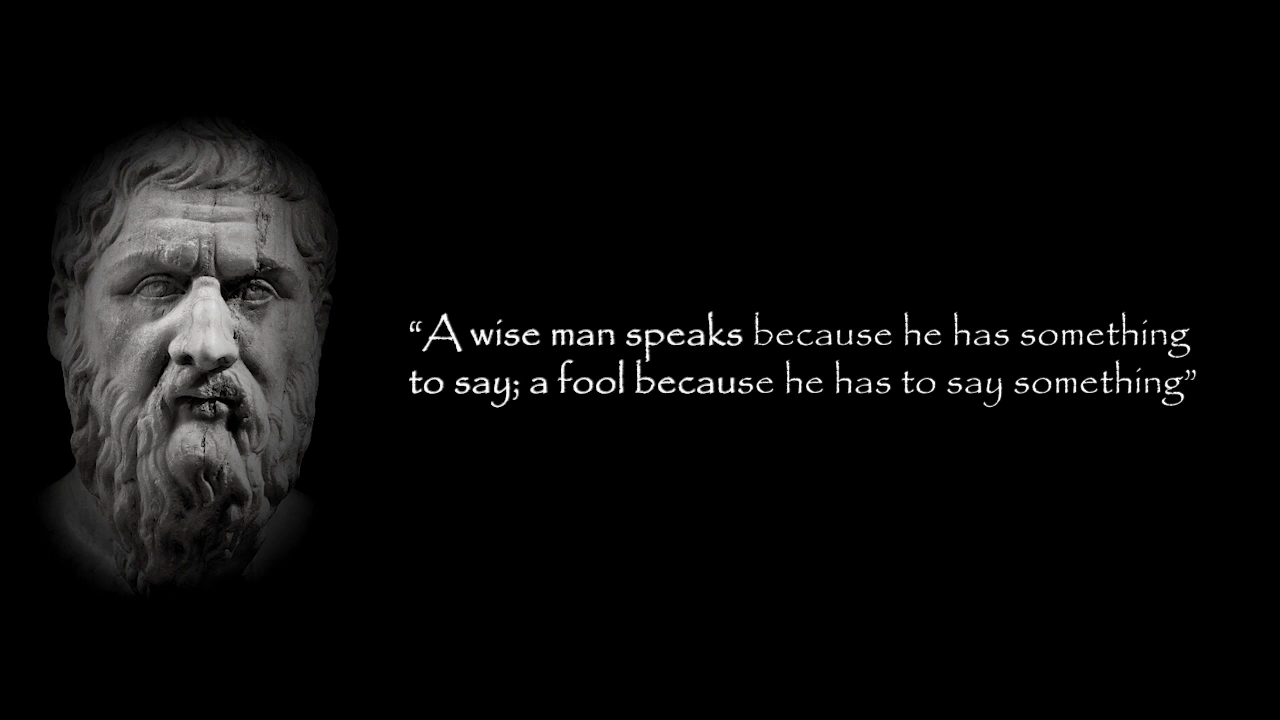 “A wise man speaks because he has something
to say; a fool because he has to say something”